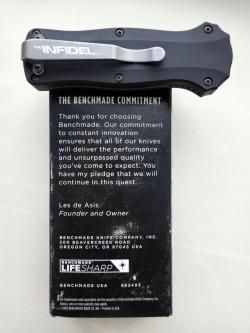 THE INFIDEL
THE BENCHMADE COMMITMENT
Thank you for choosing
Benchmade. Our commitment
to constant innovation
ensures that all of our knives
will deliver the performance
and unsurpassed quality
you've come to expect. You
have my pledge that we will
continue in this quest.
Les de Asis
Founder and Owner
BENCHMADE KNIFE COMPANY, INC.
300 BEAVERCREEK ROAD
OREGON CITY, OR 97045 USA
BENCHMADE
LIFESHARP
BENCHMADE USA 982497